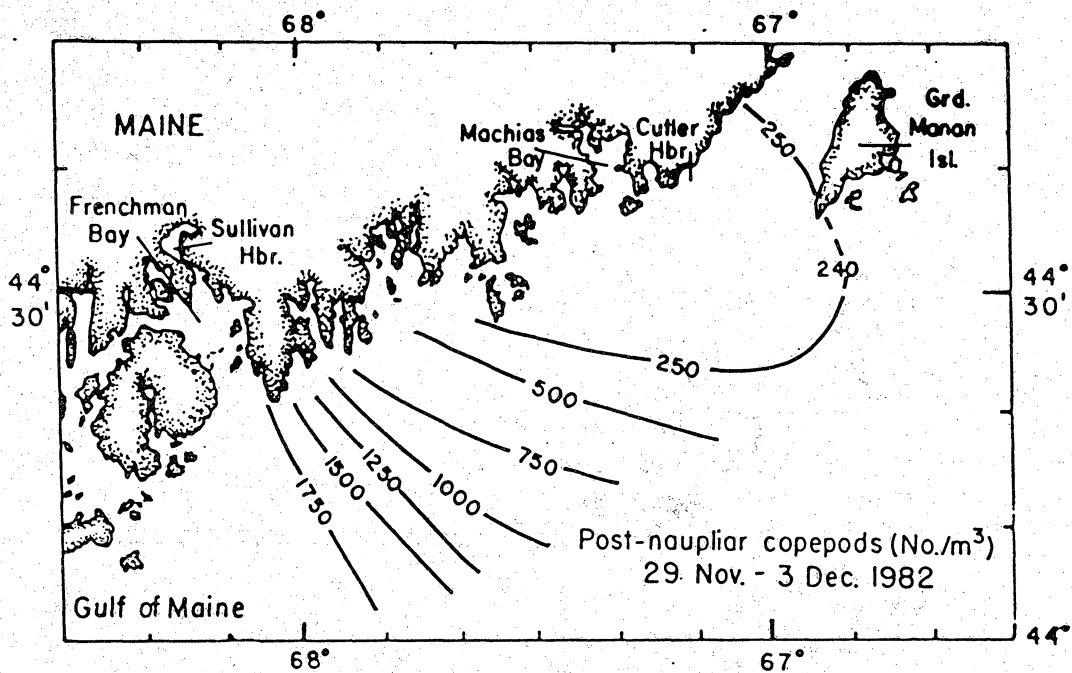 68°
67°
MAINE
Grd.
Manan
Isl.
Machias
Bay
Cutler
Hbr.
250
Frenchman
Bay
Sullivan
Hbr.
44°
30'
240
44°
30'
250
500
750
1000
1250
1500
1750
Post-naupliar copepods (No./m³)
29 Nov. - 3 Dec. 1982
Gulf of Maine
44°
68°
67°